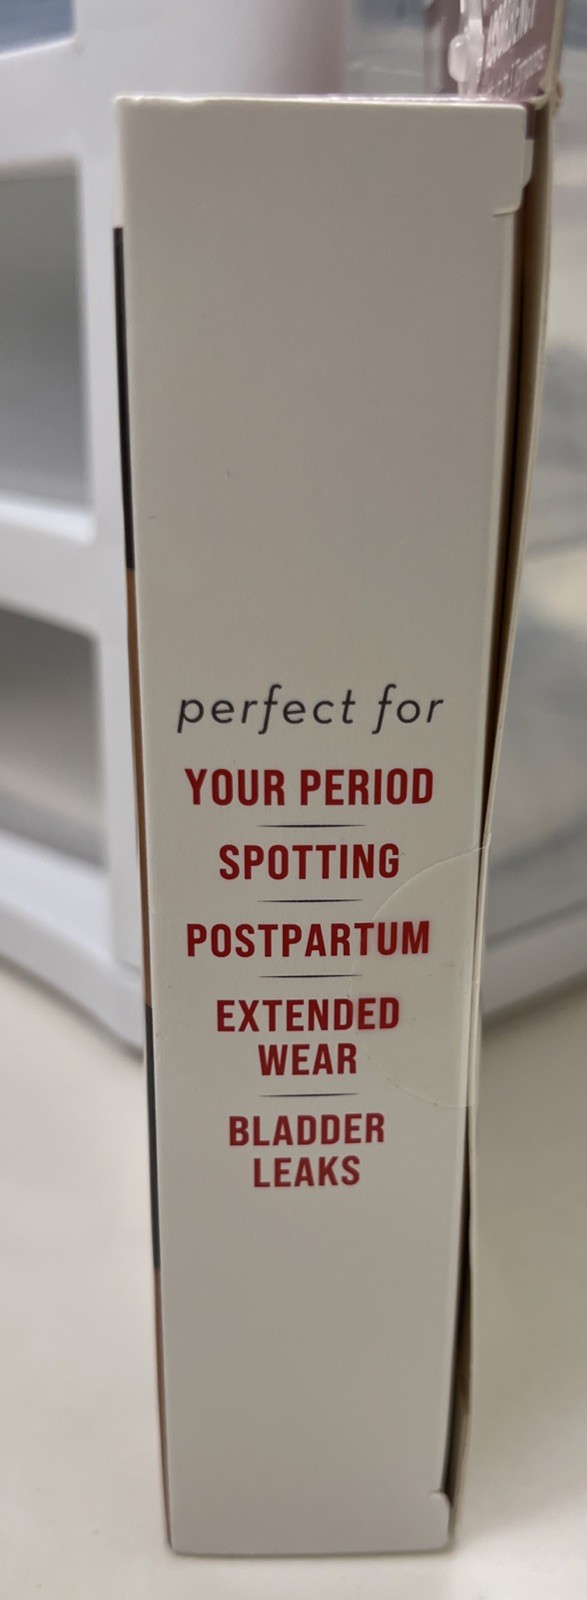 perfect for
YOUR PERIOD
SPOTTING
POSTPARTUM
EXTENDED
WEAR
BLADDER
LEAKS